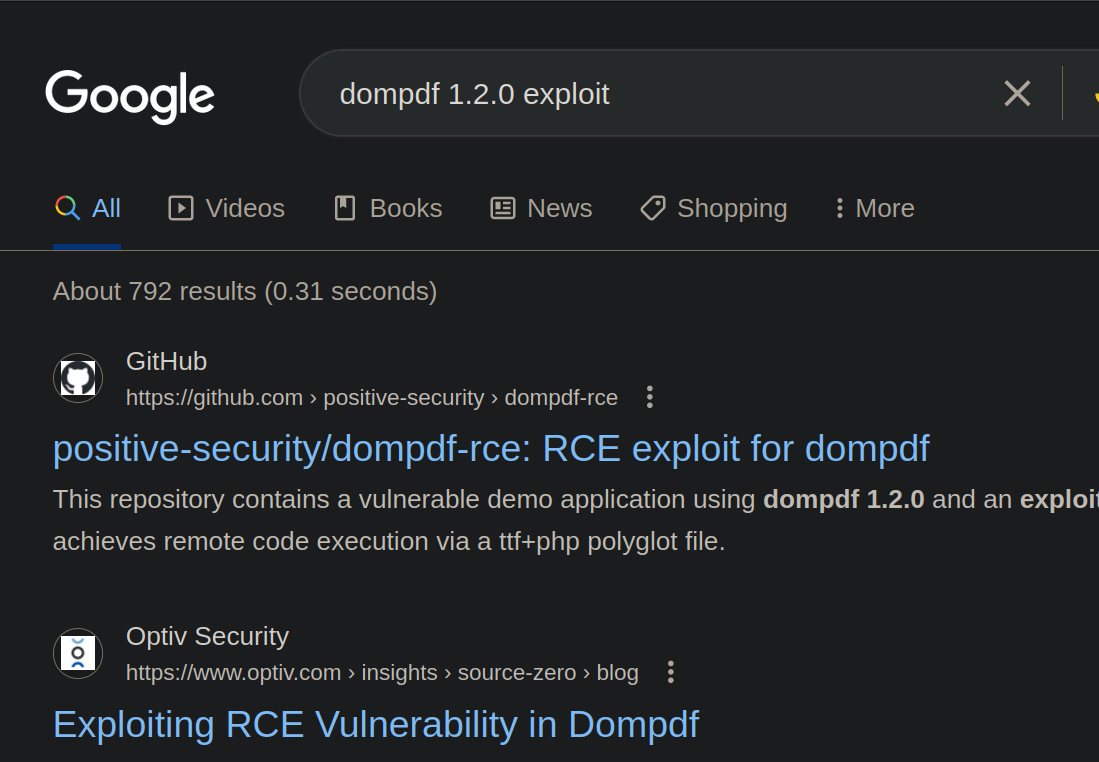 Google
dompdf 1.2.0 exploit
All Videos Books News Shopping More
About 792 results (0.31 seconds)
GitHub
https://github.com › positive-security › dompdf-rce
positive-security/dompdf-rce: RCE exploit for dompdf
This repository contains a vulnerable demo application using dompdf 1.2.0 and an exploit
achieves remote code execution via a ttf+php polyglot file.
Optiv Security
https://www.optiv.com › insights › source-zero › blog
Exploiting RCE Vulnerability in Dompdf